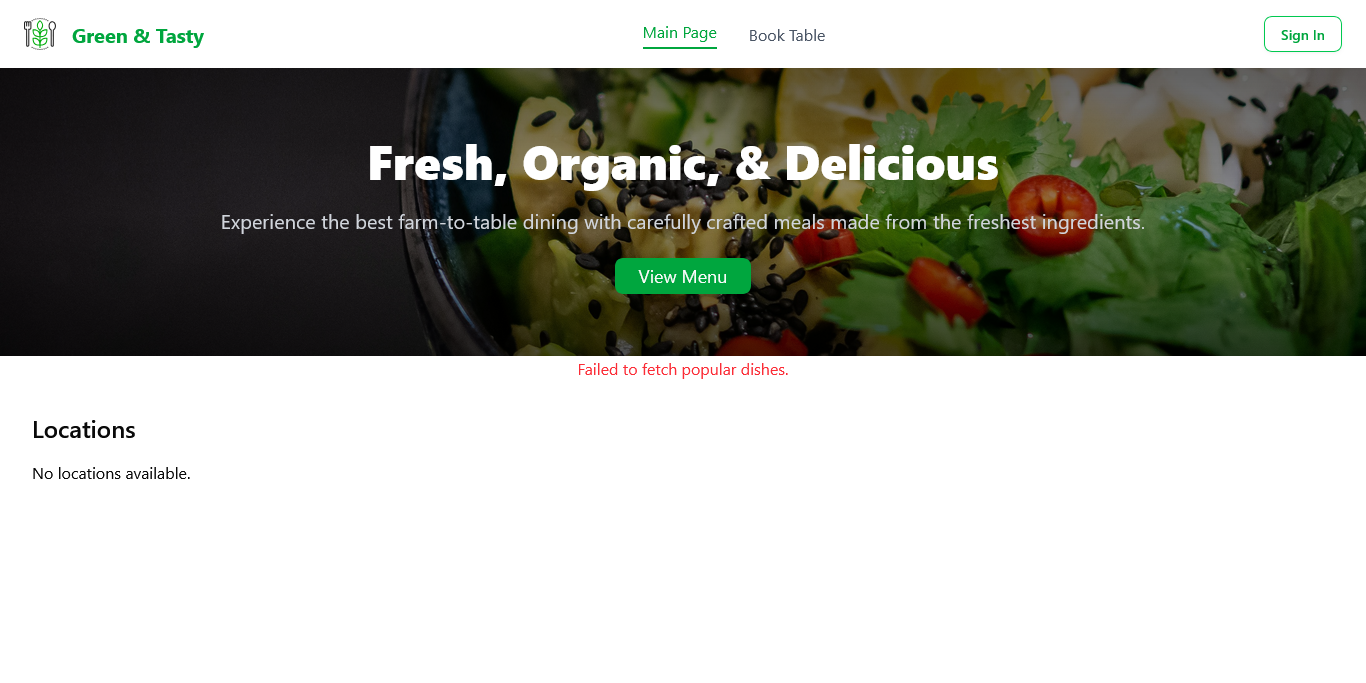 Green & Tasty
Main Page
Book Table
Sign In
Fresh, Organic, & Delicious
Experience the best farm-to-table dining with carefully crafted meals made from the freshest ingredients.
View Menu
Failed to fetch popular dishes.
Locations
No locations available.